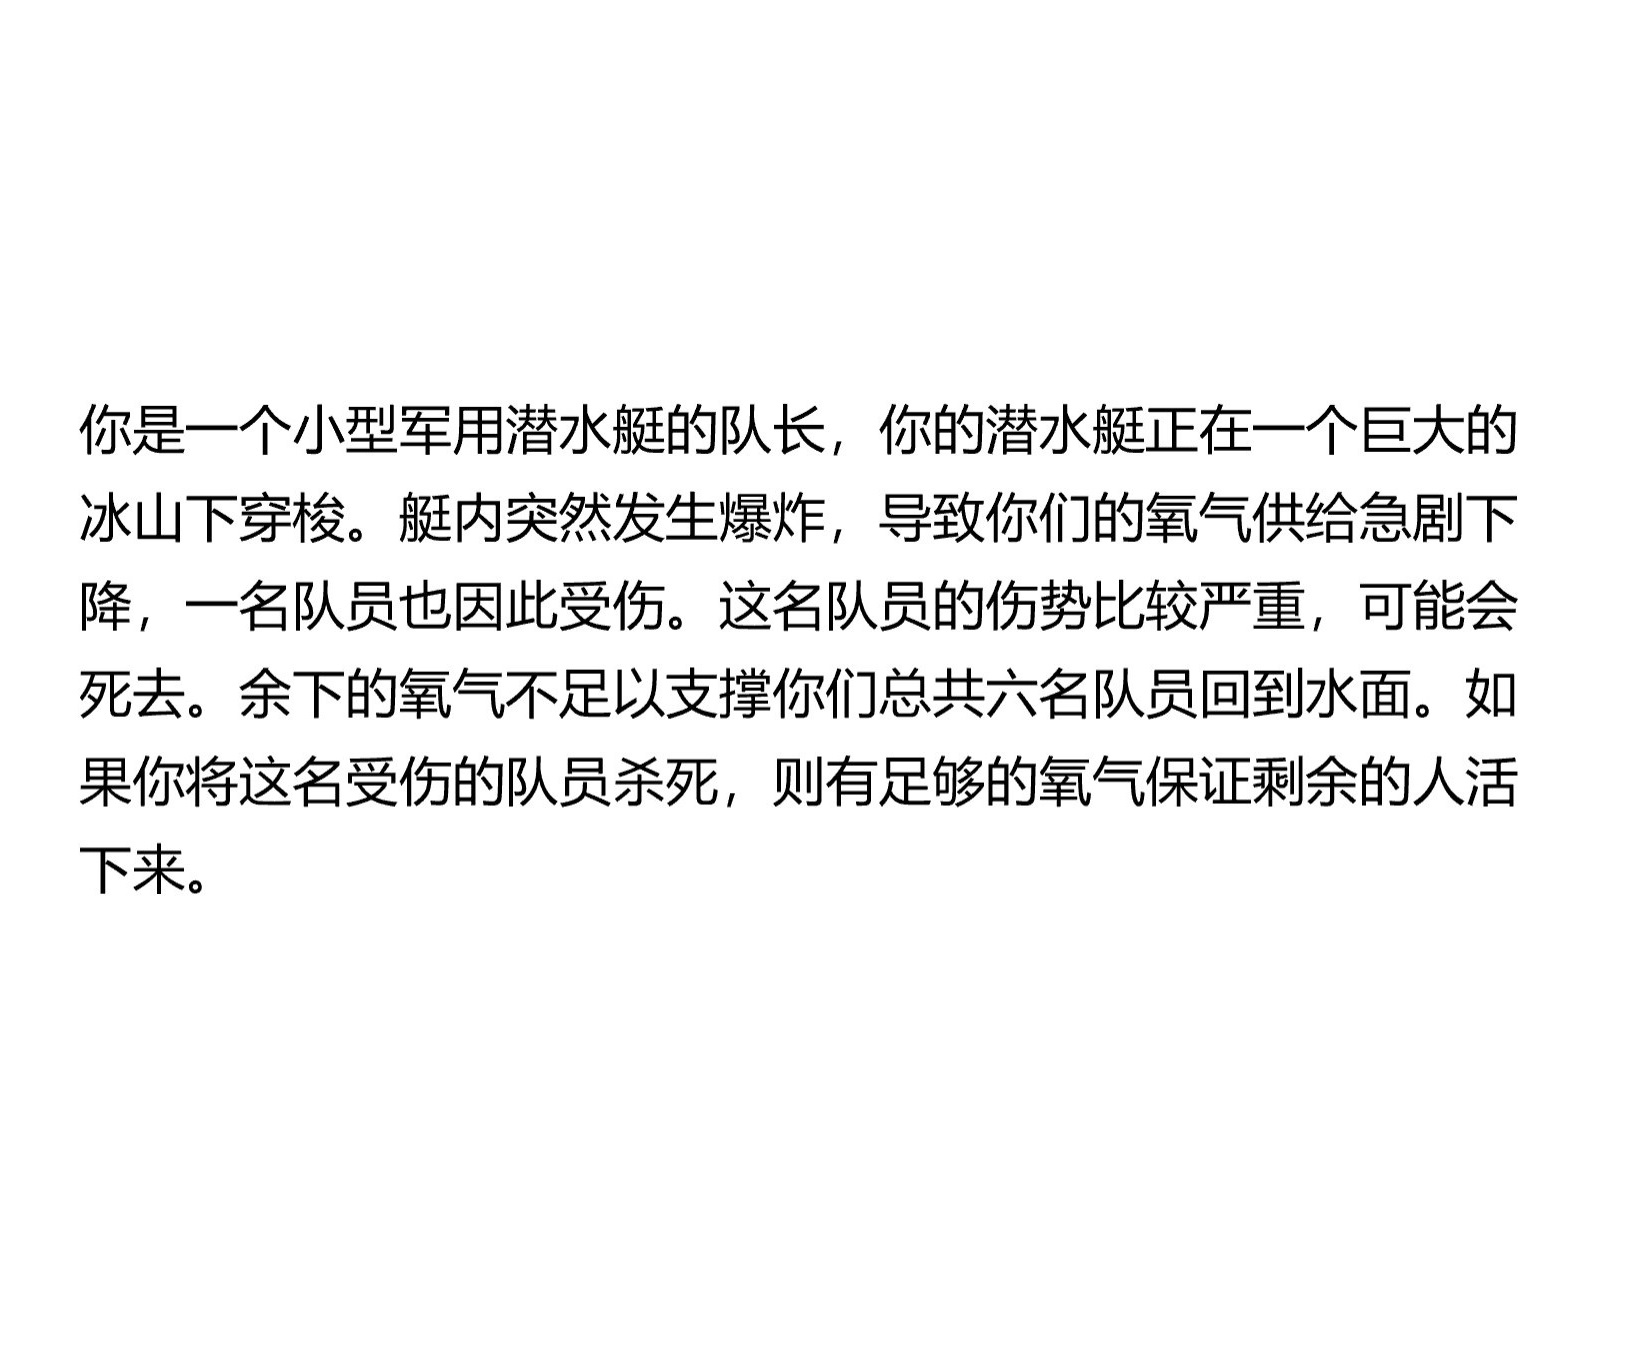 你是一个小型军用潜水艇的队长，你的潜水艇正在一个巨大的
冰山下穿梭。艇内突然发生爆炸，导致你们的氧气供给急剧下
降，一名队员也因此受伤。这名队员的伤势比较严重，可能会
死去。余下的氧气不足以支撑你们总共六名队员回到水面。如
果你将这名受伤的队员杀死，则有足够的氧气保证剩余的人活
下来。